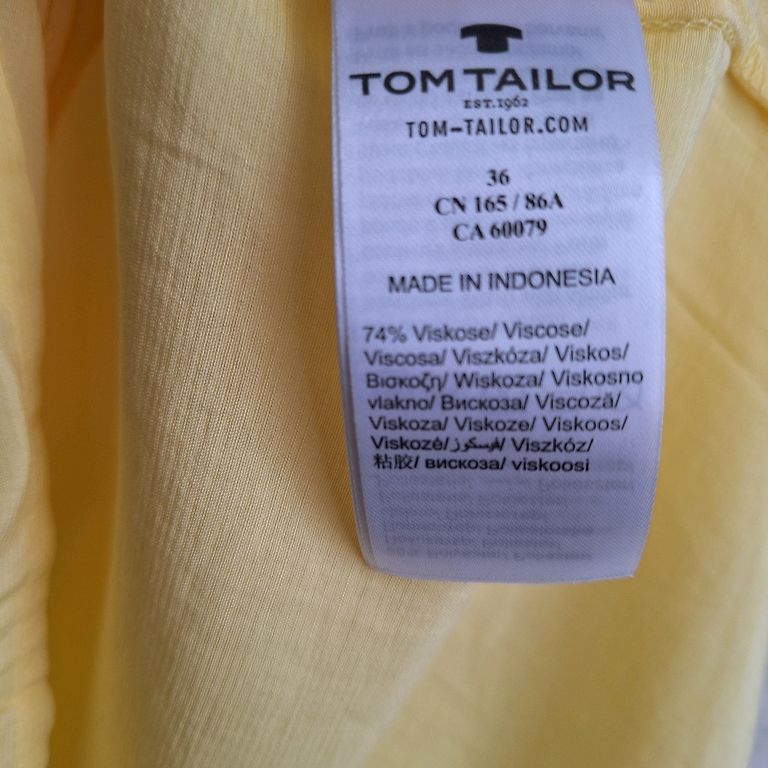 TOM TAILOR
EST.1962
TOM-TAILOR.COM
36
CN 165 / 86A
CA 60079
MADE IN INDONESIA
74% Viskose/ Viscose/
Viscosa/ Viszkóza/ Viskos/
Βισκοζη/ Wiskoza/ Viskosno
vlakno/ Вискоза/ Viscoză/
Viskoza/ Viskoze/ Viskoos/
Viskozė/ فيسكوز/ Viszkóz/
粘胶/ вискоза/ viskoosi